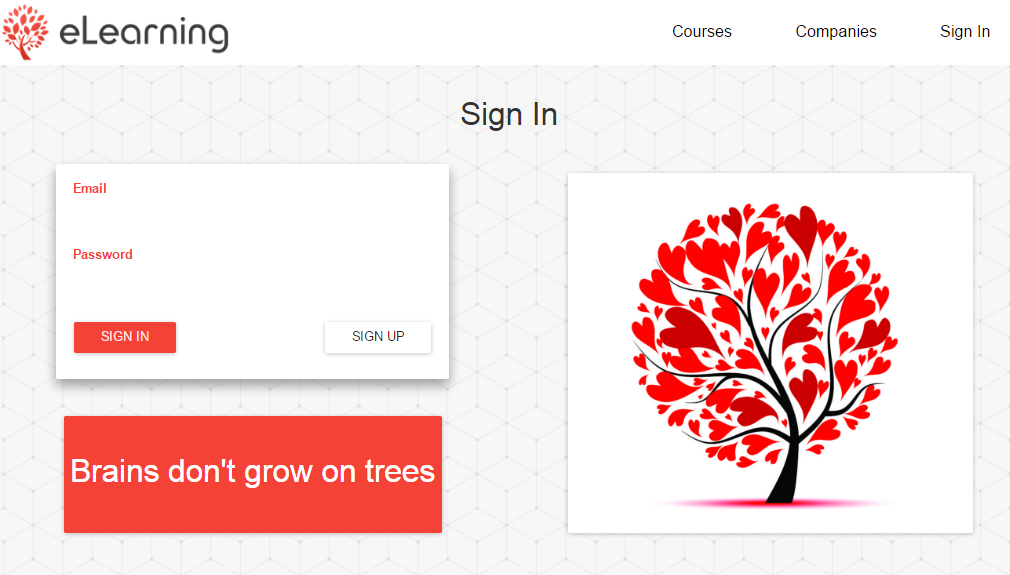 eLearning
Courses
Companies
Sign In
Sign In
Email
Password
SIGN IN
SIGN UP
Brains don't grow on trees